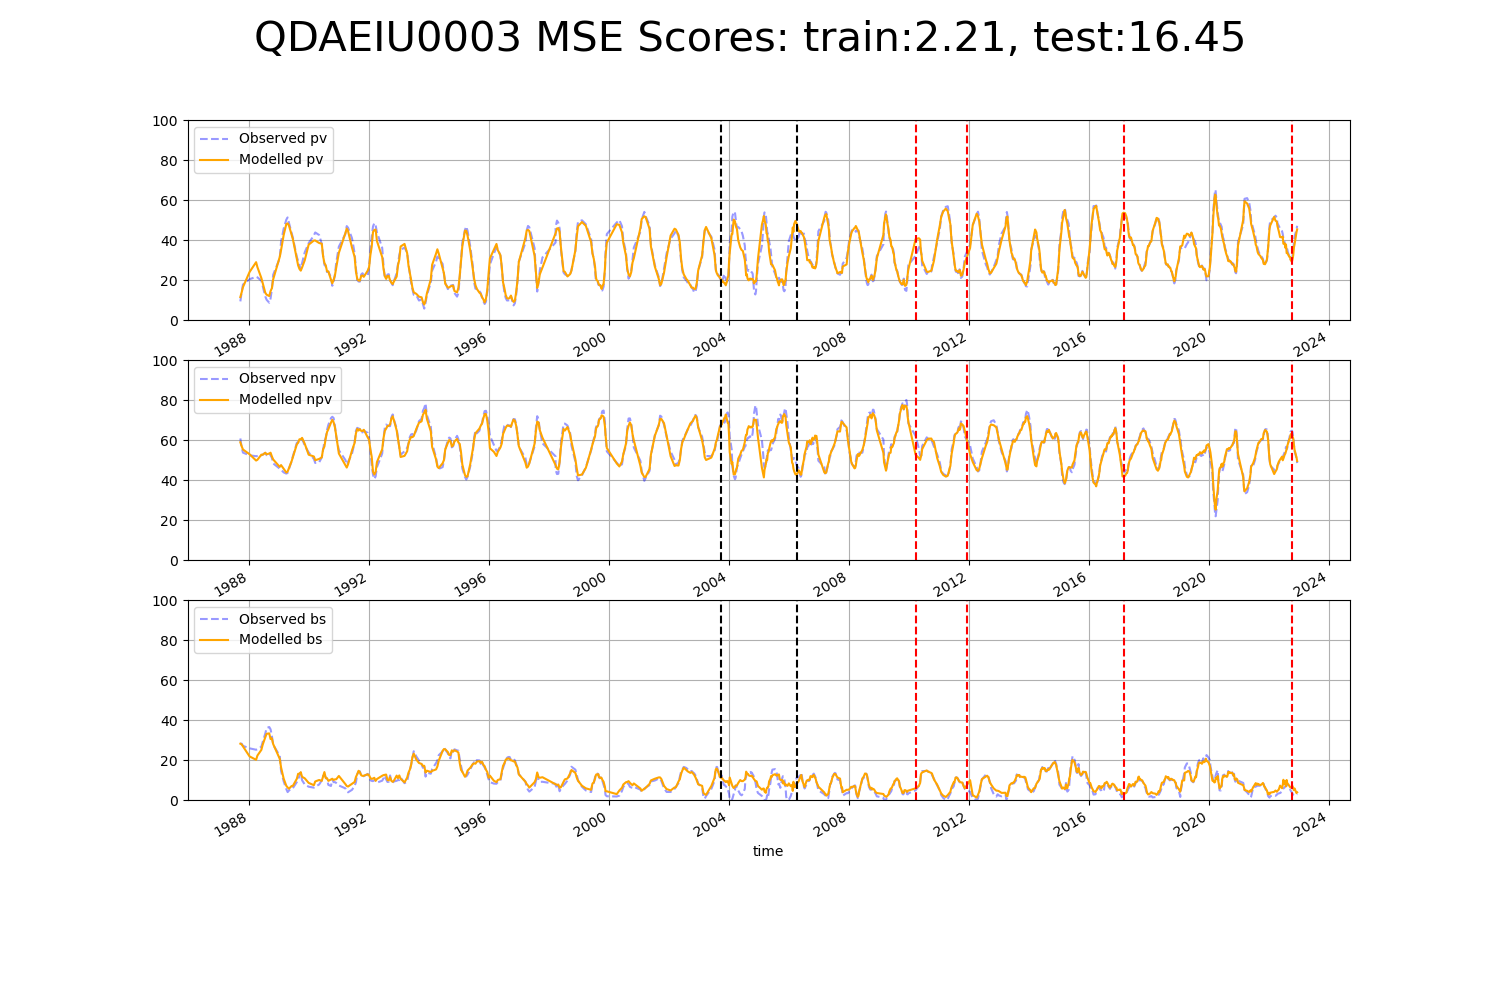 QDAEIU0003 MSE Scores: train:2.21, test:16.45
100
80
60
40
20
0
Observed pv
Modelled pv
1988 1992 1996 2000 2004 2008 2012 2016 2020 2024
100
80
60
40
20
0
Observed npv
Modelled npv
1988 1992 1996 2000 2004 2008 2012 2016 2020 2024
100
80
60
40
20
0
Observed bs
Modelled bs
1988 1992 1996 2000 2004 2008 2012 2016 2020 2024
time